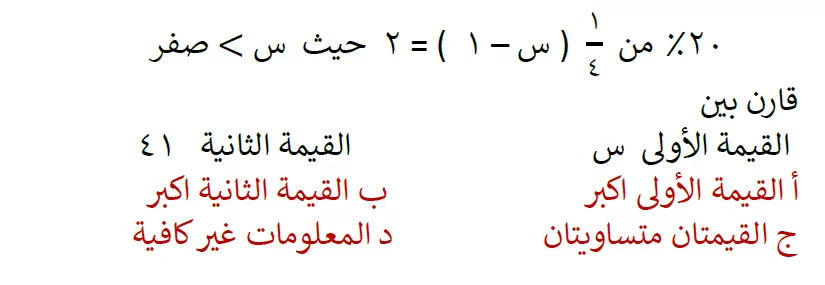 ٢٠٪ من ١/٤ ( س – ١ ) = ٢ حيث س > صفر
قارن بين
القيمة الأولى س القيمة الثانية ٤١
أ القيمة الأولى اكبر ب القيمة الثانية اكبر
ج القيمتان متساويتان د المعلومات غير كافية